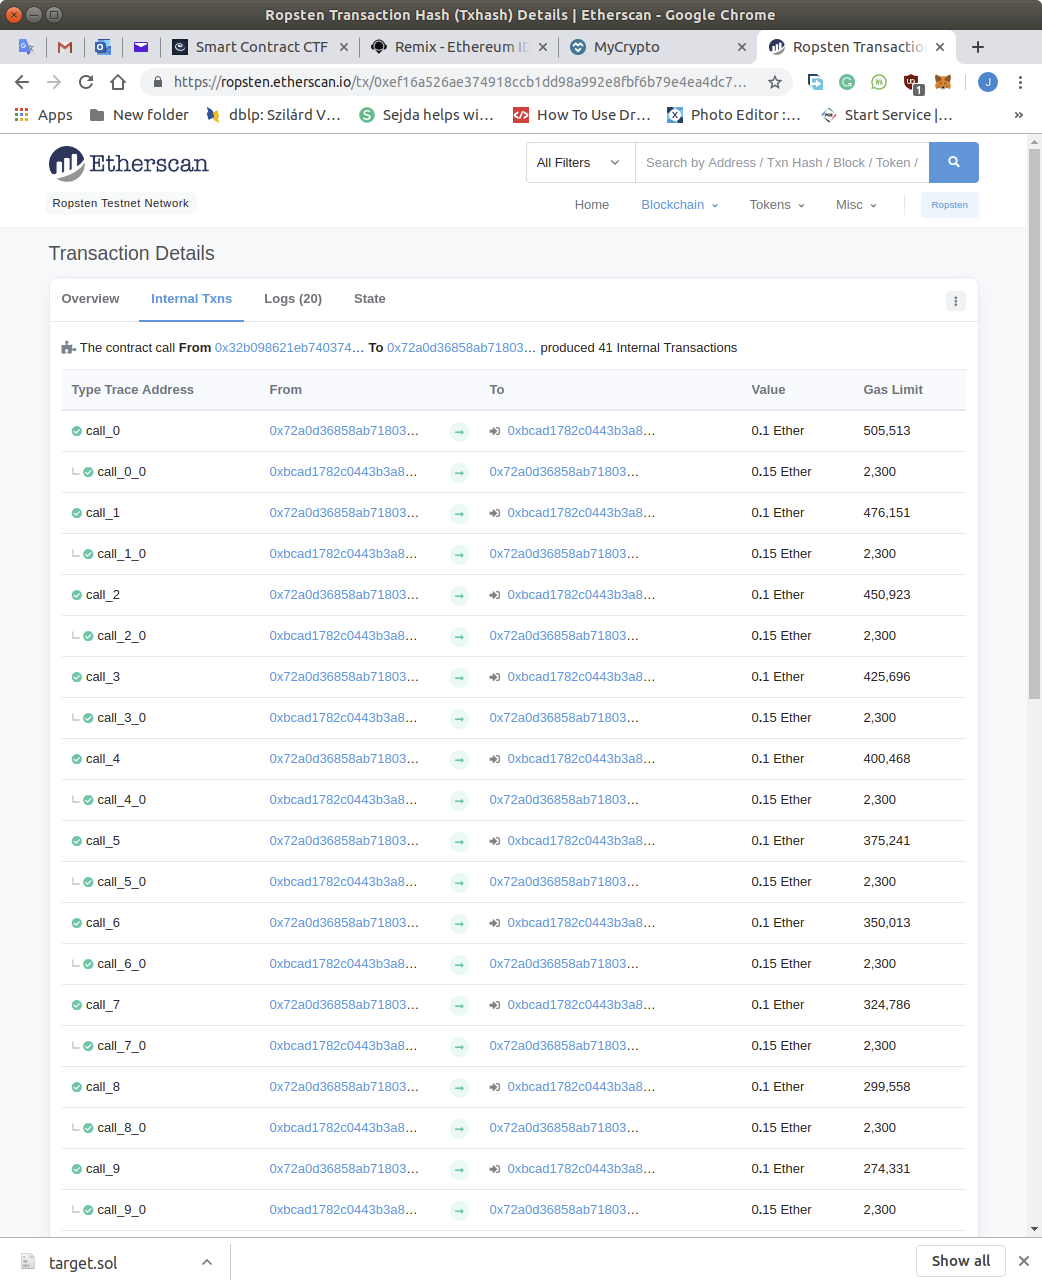 Ropsten Transaction Hash (Txhash) Details | Etherscan - Google Chrome
Smart Contract CTF
Remix - Ethereum ID
MyCrypto
Ropsten Transactio
https://ropsten.etherscan.io/tx/0xef16a526ae374918ccb1dd98a992e8fbf6b79e4ea4dc7...
1
J
Apps
New folder
dblp: Szilárd V...
Sejda helps wi...
How To Use Dr...
Photo Editor :...
Start Service |...
»
Etherscan
Ropsten Testnet Network
All Filters
Search by Address / Txn Hash / Block / Token /
Home
Blockchain
Tokens
Misc
Ropsten
Transaction Details
Overview
Internal Txns
Logs (20)
State
The contract call From 0x32b098621eb740374... To 0x72a0d36858ab71803... produced 41 Internal Transactions
Type Trace Address From To Value Gas Limit
call_0 0x72a0d36858ab71803... 0xbcad1782c0443b3a8... 0.1 Ether 505,513
call_0_0 0xbcad1782c0443b3a8... 0x72a0d36858ab71803... 0.15 Ether 2,300
call_1 0x72a0d36858ab71803... 0xbcad1782c0443b3a8... 0.1 Ether 476,151
call_1_0 0xbcad1782c0443b3a8... 0x72a0d36858ab71803... 0.15 Ether 2,300
call_2 0x72a0d36858ab71803... 0xbcad1782c0443b3a8... 0.1 Ether 450,923
call_2_0 0xbcad1782c0443b3a8... 0x72a0d36858ab71803... 0.15 Ether 2,300
call_3 0x72a0d36858ab71803... 0xbcad1782c0443b3a8... 0.1 Ether 425,696
call_3_0 0xbcad1782c0443b3a8... 0x72a0d36858ab71803... 0.15 Ether 2,300
call_4 0x72a0d36858ab71803... 0xbcad1782c0443b3a8... 0.1 Ether 400,468
call_4_0 0xbcad1782c0443b3a8... 0x72a0d36858ab71803... 0.15 Ether 2,300
call_5 0x72a0d36858ab71803... 0xbcad1782c0443b3a8... 0.1 Ether 375,241
call_5_0 0xbcad1782c0443b3a8... 0x72a0d36858ab71803... 0.15 Ether 2,300
call_6 0x72a0d36858ab71803... 0xbcad1782c0443b3a8... 0.1 Ether 350,013
call_6_0 0xbcad1782c0443b3a8... 0x72a0d36858ab71803... 0.15 Ether 2,300
call_7 0x72a0d36858ab71803... 0xbcad1782c0443b3a8... 0.1 Ether 324,786
call_7_0 0xbcad1782c0443b3a8... 0x72a0d36858ab71803... 0.15 Ether 2,300
call_8 0x72a0d36858ab71803... 0xbcad1782c0443b3a8... 0.1 Ether 299,558
call_8_0 0xbcad1782c0443b3a8... 0x72a0d36858ab71803... 0.15 Ether 2,300
call_9 0x72a0d36858ab71803... 0xbcad1782c0443b3a8... 0.1 Ether 274,331
call_9_0 0xbcad1782c0443b3a8... 0x72a0d36858ab71803... 0.15 Ether 2,300
target.sol
Show all